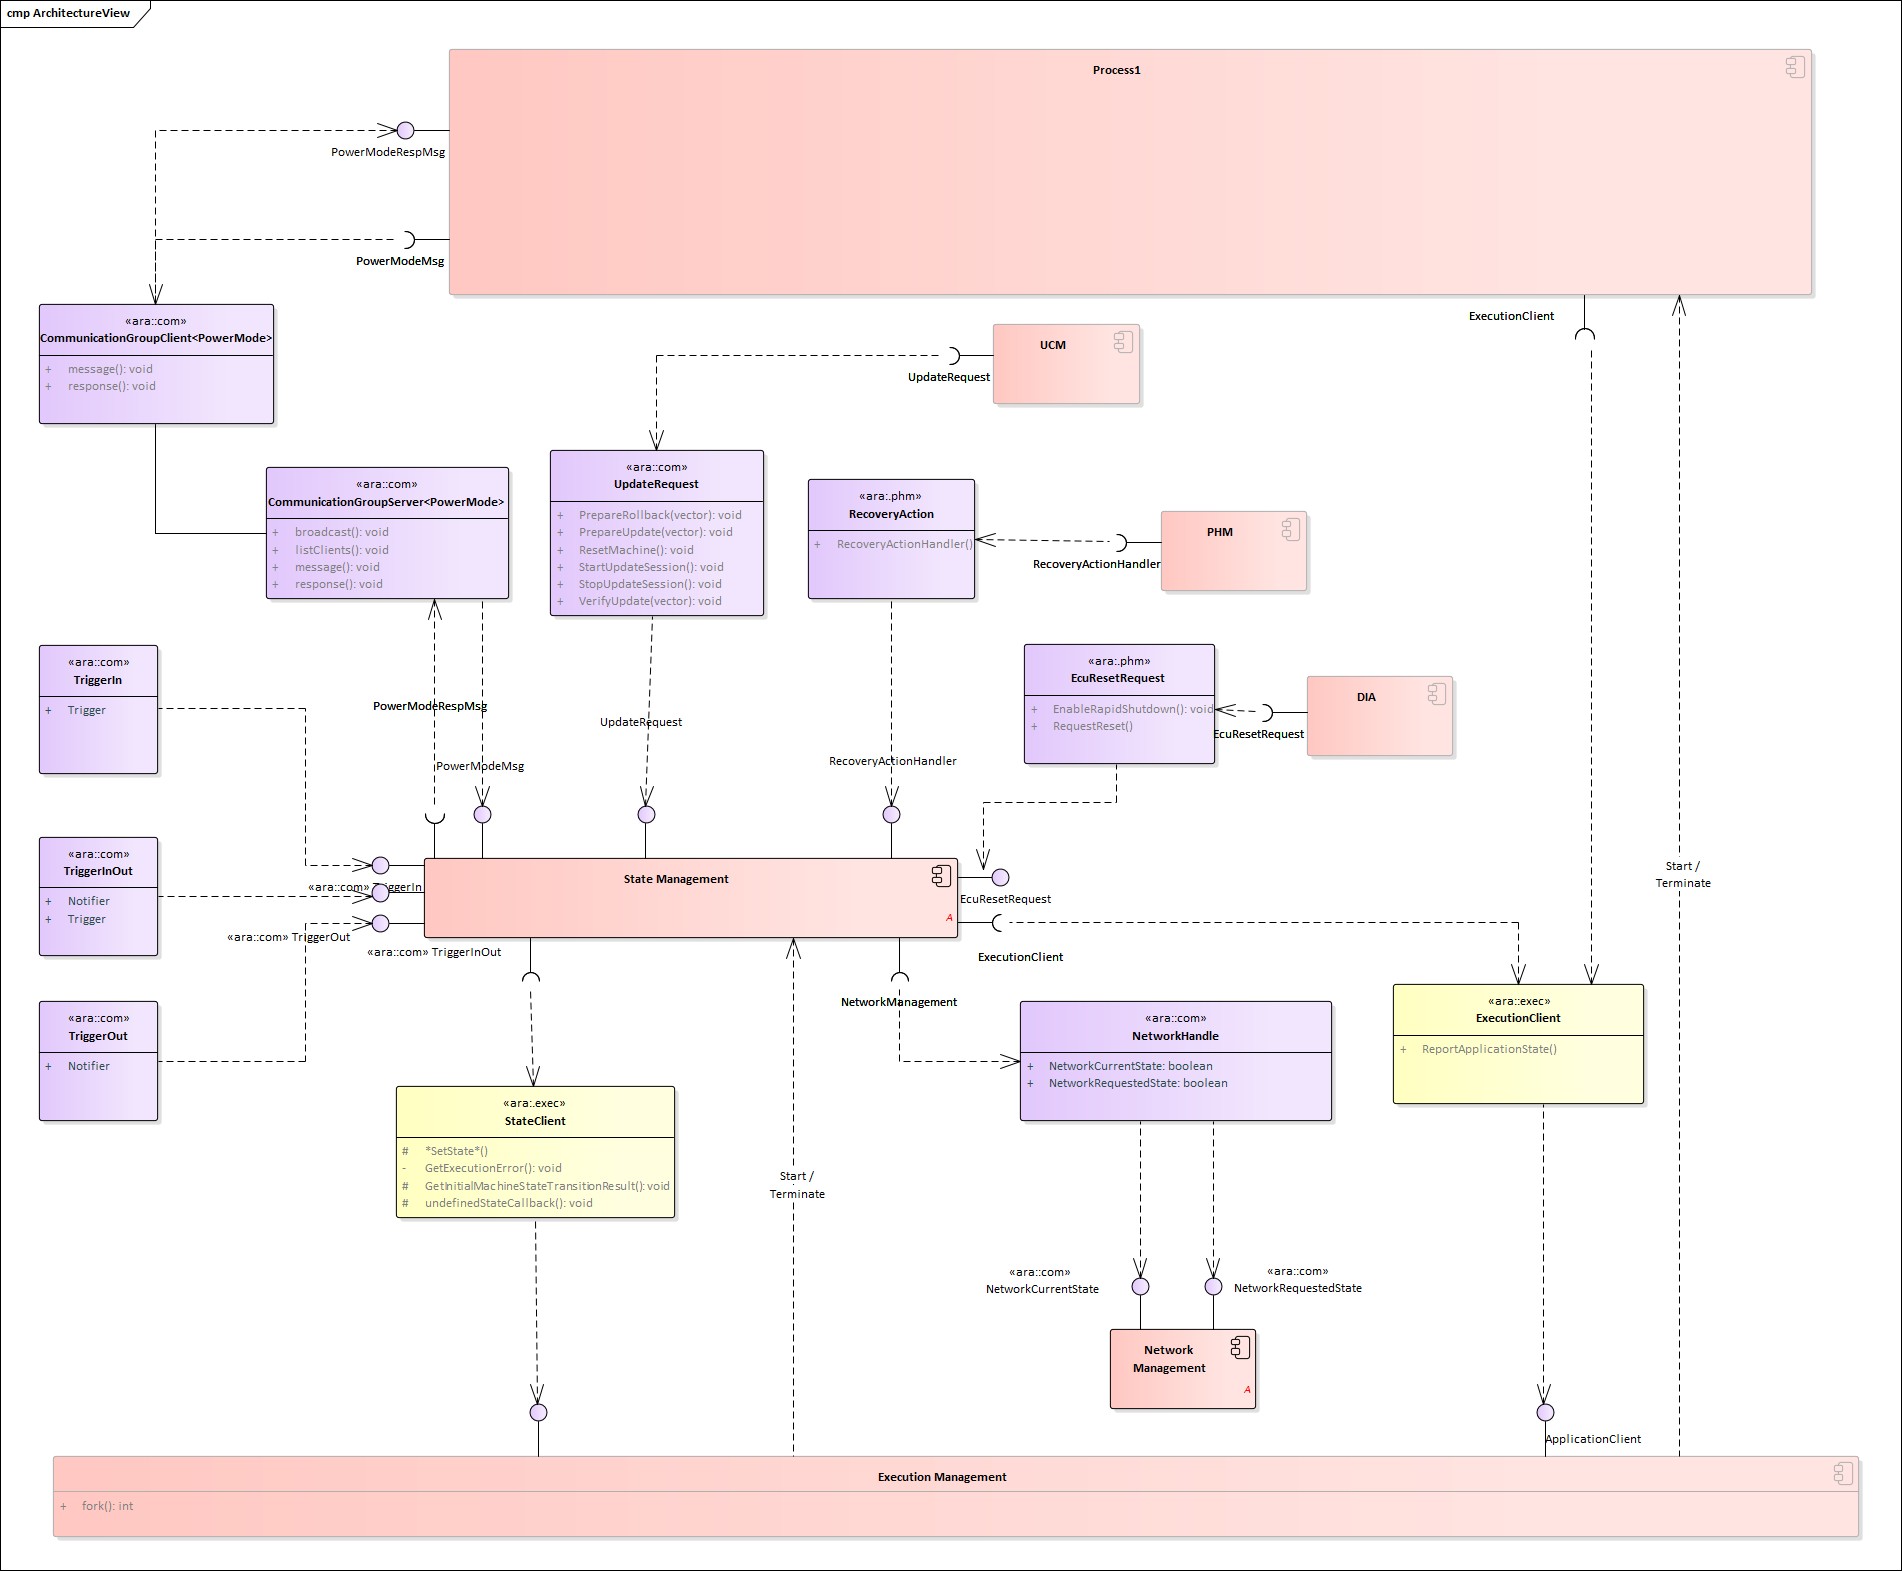 cmp ArchitectureView
Process1
PowerModeRespMsg
PowerModeMsg
ExecutionClient
«ara::com»
CommunicationGroupClient<PowerMode>
+ message(): void
+ response(): void
UCM
UpdateRequest
«ara::com»
CommunicationGroupServer<PowerMode>
+ broadcast(): void
+ listClients(): void
+ message(): void
+ response(): void
«ara::com»
UpdateRequest
+ PrepareRollback(vector): void
+ PrepareUpdate(vector): void
+ ResetMachine(): void
+ StartUpdateSession(): void
+ StopUpdateSession(): void
+ VerifyUpdate(vector): void
«ara::phm»
RecoveryAction
+ RecoveryActionHandler()
PHM
RecoveryActionHandler
«ara::com»
TriggerIn
+ Trigger
PowerModeRespMsg
PowerModeMsg
UpdateRequest
RecoveryActionHandler
«ara::phm»
EcuResetRequest
+ EnableRapidShutdown(): void
+ RequestReset()
DIA
EcuResetRequest
«ara::com»
TriggerInOut
+ Notifier
+ Trigger
«ara::com» TriggerIn
«ara::com» TriggerOut
«ara::com» TriggerInOut
State Management
A
EcuResetRequest
ExecutionClient
Start /
Terminate
NetworkManagement
«ara::com»
TriggerOut
+ Notifier
«ara::com»
NetworkHandle
+ NetworkCurrentState: boolean
+ NetworkRequestedState: boolean
«ara::exec»
ExecutionClient
+ ReportApplicationState()
«ara::exec»
StateClient
# *SetState*()
- GetExecutionError(): void
# GetInitialMachineStateTransitionResult(): void
# undefinedStateCallback(): void
Start /
Terminate
«ara::com»
NetworkCurrentState
«ara::com»
NetworkRequestedState
Network
Management
A
ApplicationClient
Execution Management
+ fork(): int